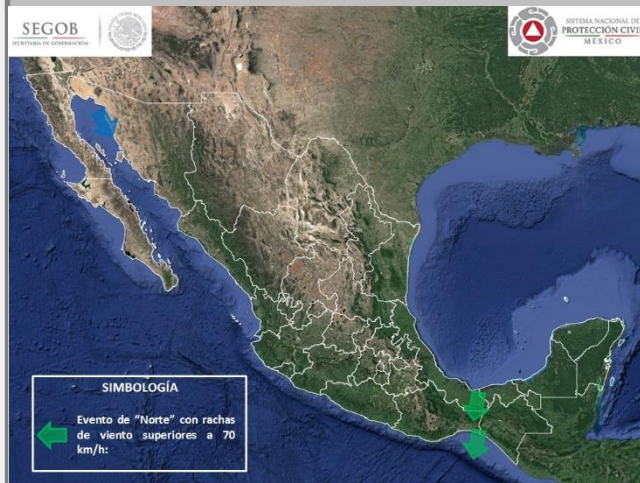 SEGOB
SECRETARÍA DE GOBERNACIÓN
SISTEMA NACIONAL DE
PROTECCIÓN CIVIL
MÉXICO
SIMBOLOGÍA
Evento de “Norte” con rachas
de viento superiores a 70
km/h: